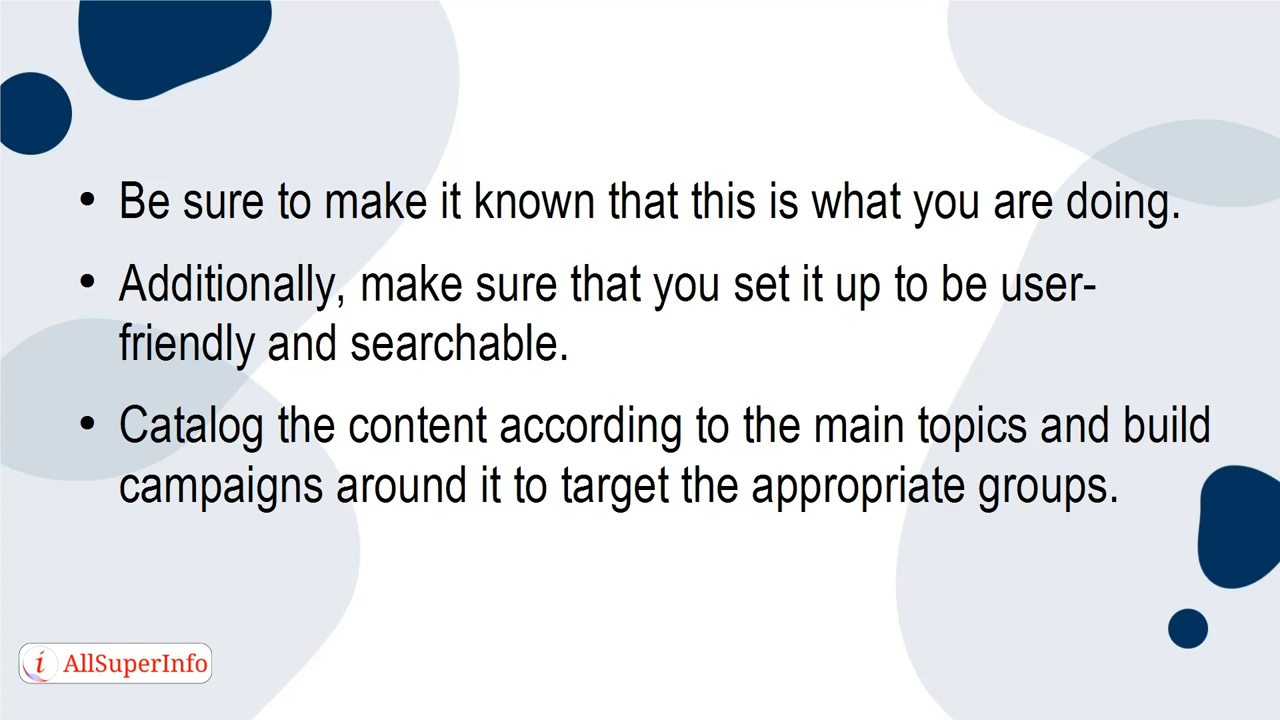 • Be sure to make it known that this is what you are doing.
• Additionally, make sure that you set it up to be user-
friendly and searchable.
• Catalog the content according to the main topics and build
campaigns around it to target the appropriate groups.
i AllSuperInfo